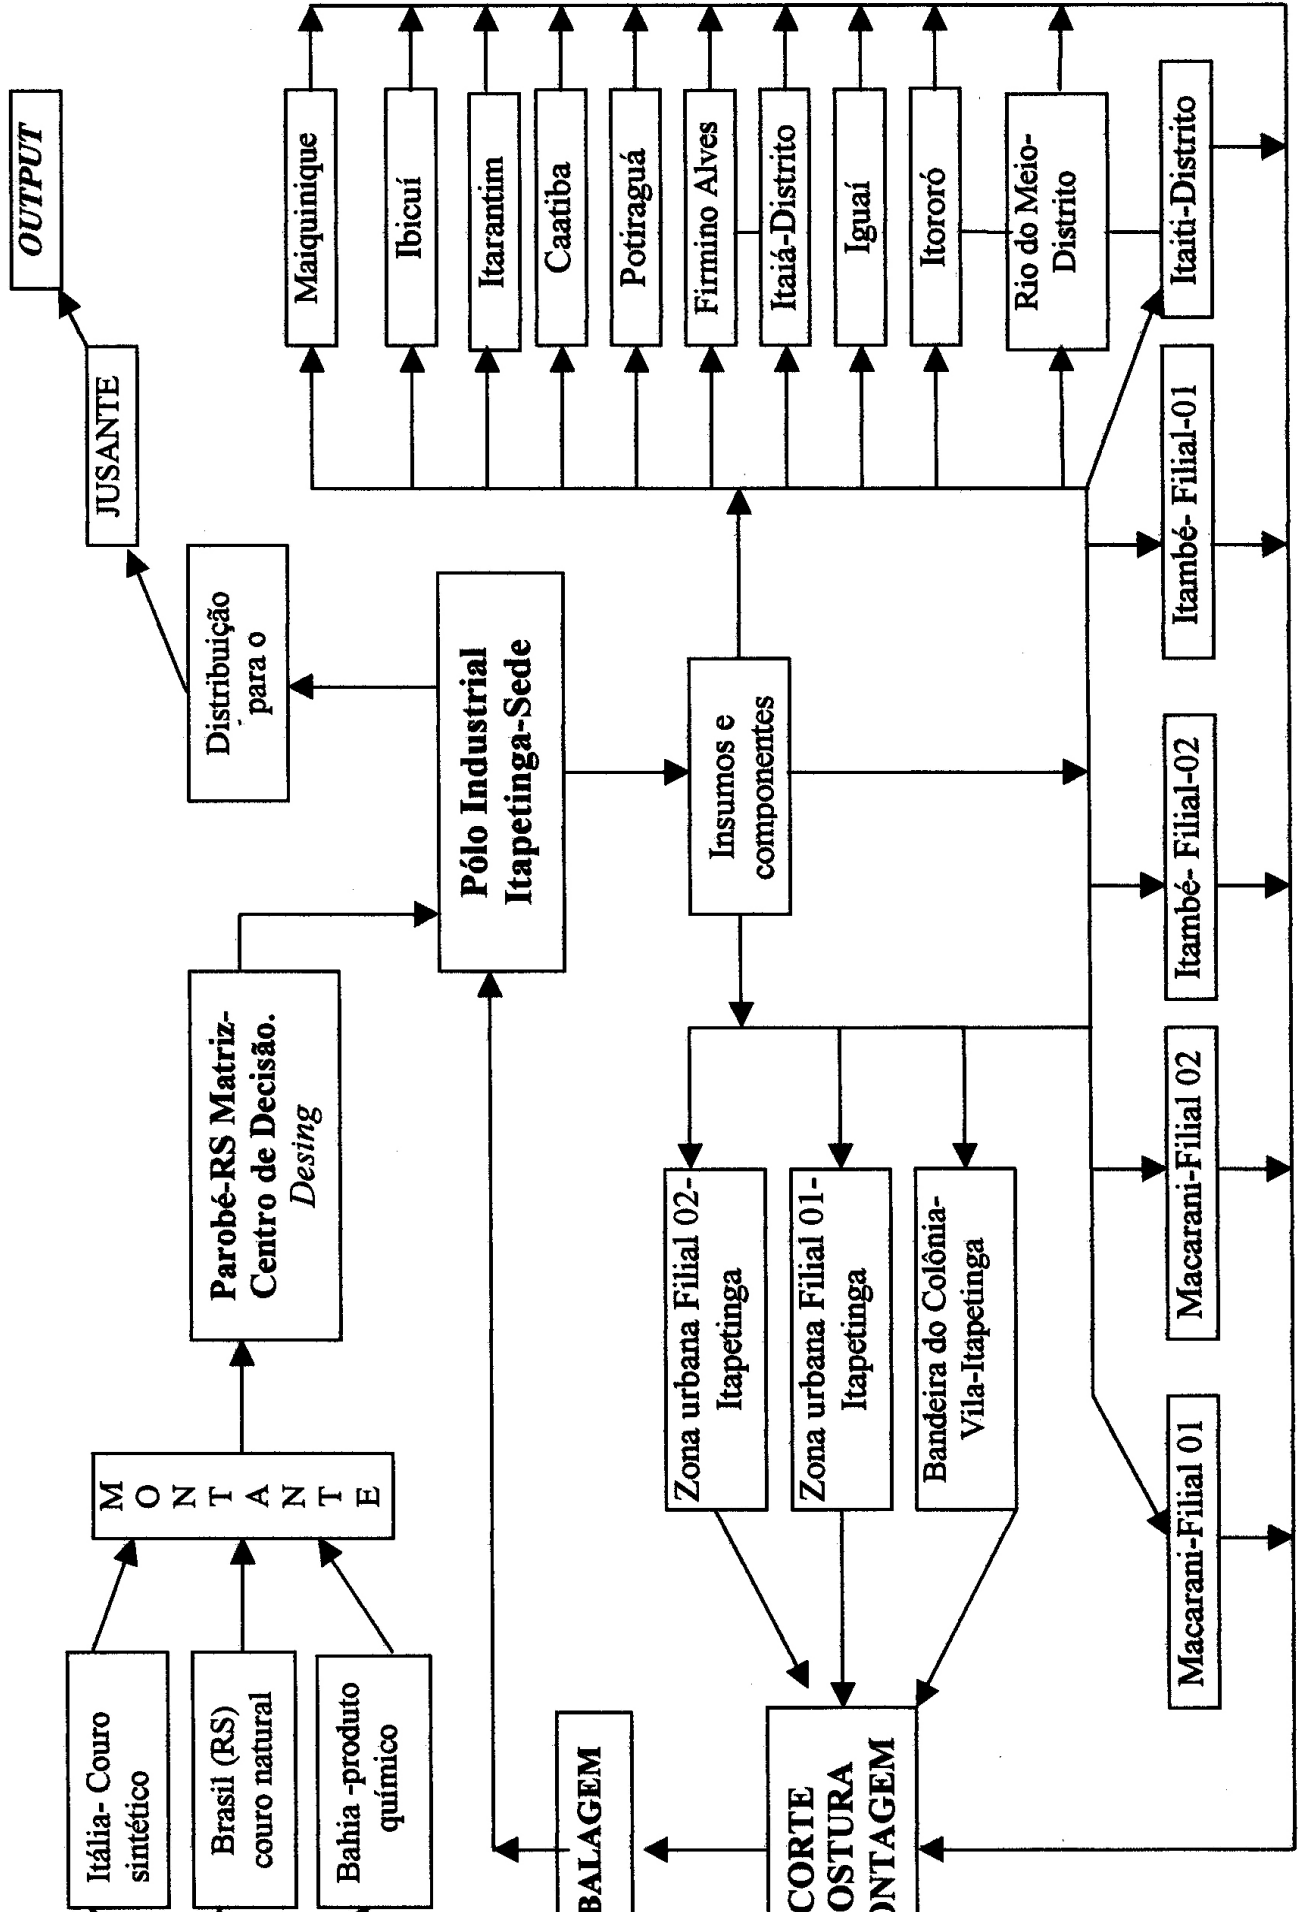 Itália- Couro
sintético
Brasil (RS)
couro natural
Bahia -produto
químico
M
O
N
T
A
N
T
E
Parobé-RS Matriz-
Centro de Decisão.
Desing
Distribuição
para o
JUSANTE
OUTPUT
Pólo Industrial
Itapetinga-Sede
Insumos e
componentes
Maiquinique
Ibicuí
Itarantim
Caatiba
Potiraguá
Firmino Alves
Itaiá-Distrito
Iguaí
Itororó
Rio do Meio-
Distrito
Itaiti-Distrito
BALAGEM
CORTE
OSTURA
ONTAGEM
Zona urbana Filial 02-
Itapetinga
Zona urbana Filial 01-
Itapetinga
Bandeira do Colônia-
Vila-Itapetinga
Macarani-Filial 01
Macarani-Filial 02
Itambé- Filial-02
Itambé- Filial-01